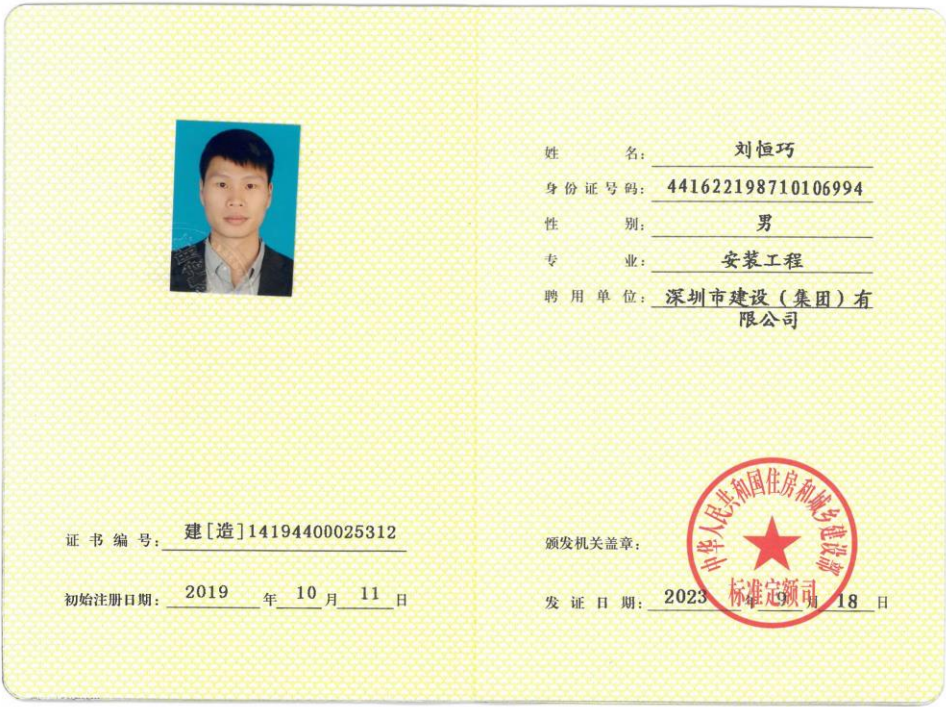 姓 名： 刘恒巧
身份证号码： 441622198710106994
性 别： 男
专 业： 安装工程
聘用单位： 深圳市建设（集团）有
限公司
证书编号： 建[造]14194400025312
初始注册日期： 2019 年 10 月 11 日
颁发机关盖章：
中华人民共和国住房和城乡建设部
标准定额司
发证日期： 2023 年 9 月 18 日